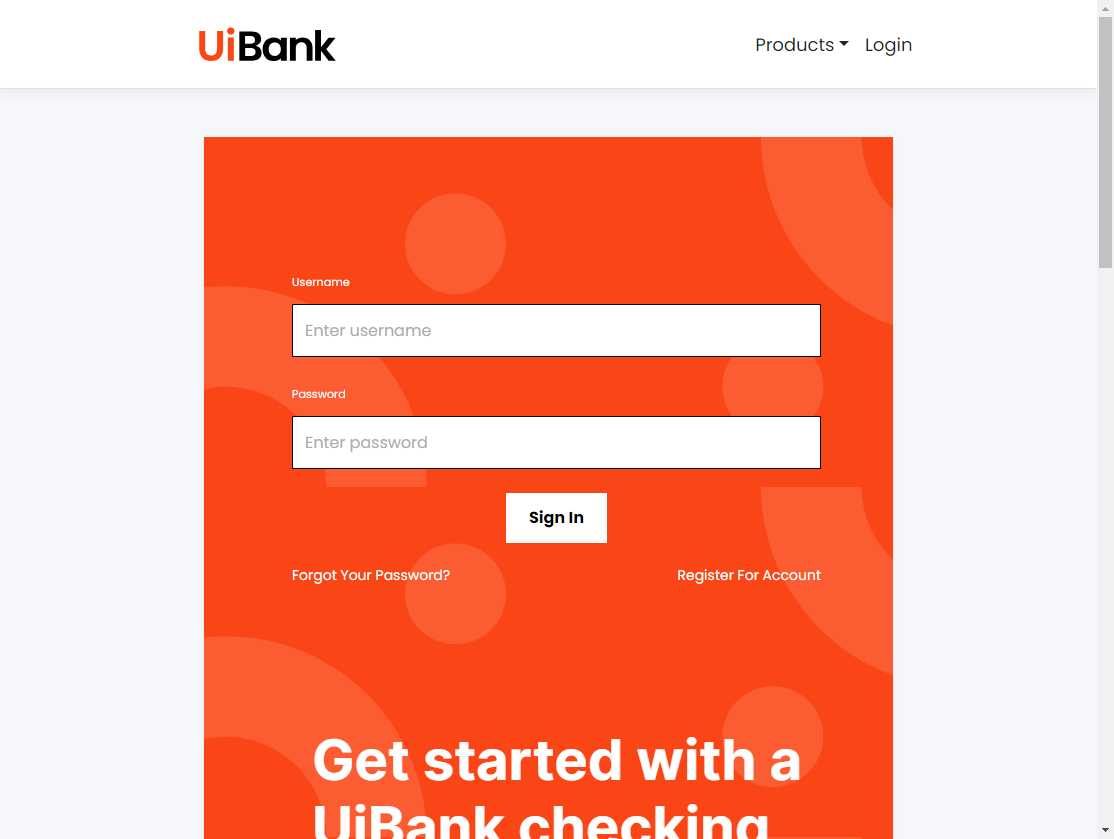 UiBank
Products Login
Username
Enter username
Password
Enter password
Sign In
Forgot Your Password? Register For Account
Get started with a
UiBank checking